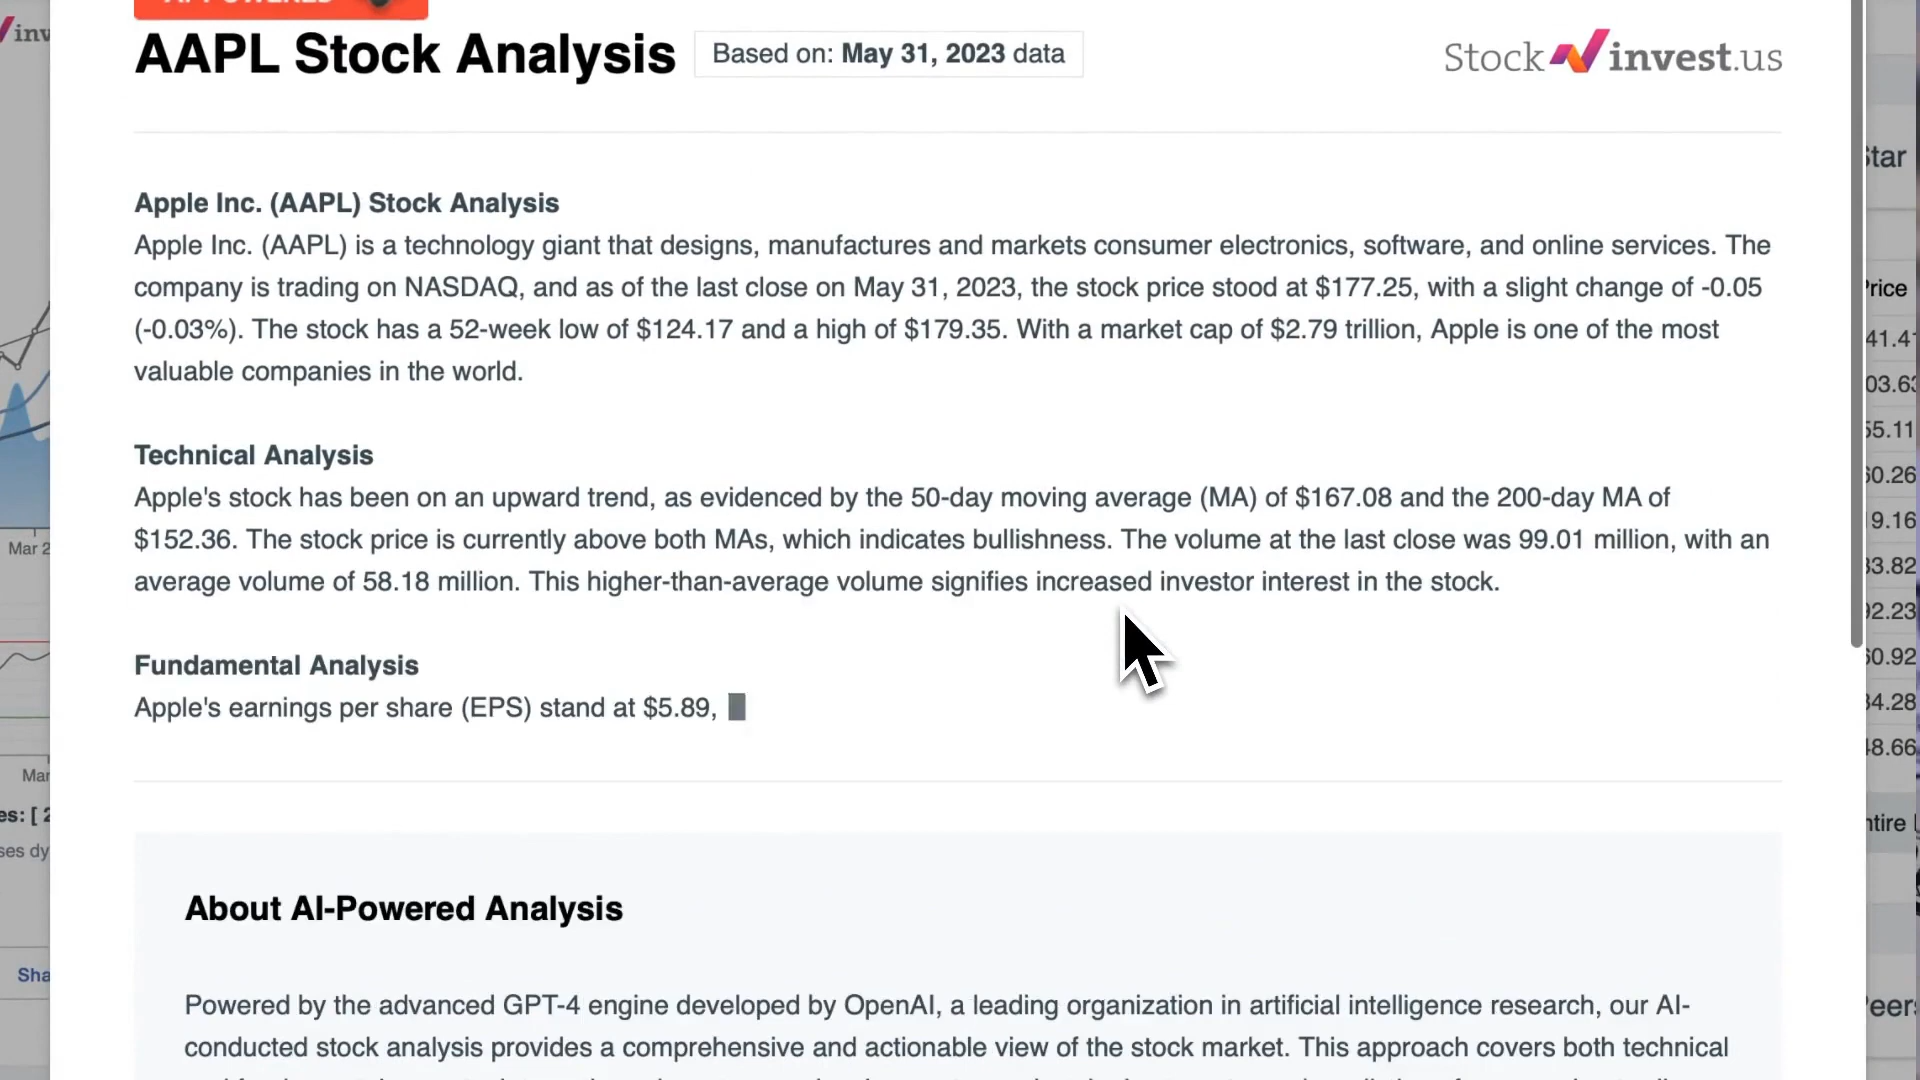 AAPL Stock Analysis
Based on: May 31, 2023 data
Stock invest.us
Apple Inc. (AAPL) Stock Analysis
Apple Inc. (AAPL) is a technology giant that designs, manufactures and markets consumer electronics, software, and online services. The
company is trading on NASDAQ, and as of the last close on May 31, 2023, the stock price stood at $177.25, with a slight change of -0.05
(-0.03%). The stock has a 52-week low of $124.17 and a high of $179.35. With a market cap of $2.79 trillion, Apple is one of the most
valuable companies in the world.
Technical Analysis
Apple's stock has been on an upward trend, as evidenced by the 50-day moving average (MA) of $167.08 and the 200-day MA of
$152.36. The stock price is currently above both MAs, which indicates bullishness. The volume at the last close was 99.01 million, with an
average volume of 58.18 million. This higher-than-average volume signifies increased investor interest in the stock.
Fundamental Analysis
Apple's earnings per share (EPS) stand at $5.89,
About AI-Powered Analysis
Powered by the advanced GPT-4 engine developed by OpenAI, a leading organization in artificial intelligence research, our AI-
conducted stock analysis provides a comprehensive and actionable view of the stock market. This approach covers both technical